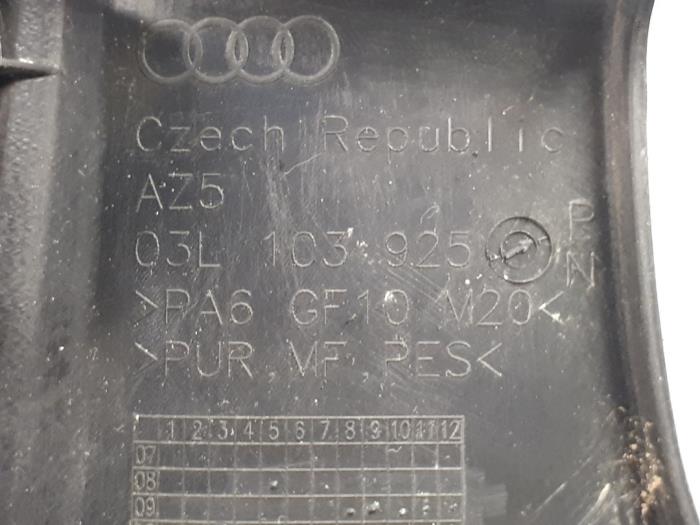 Czech Republic
AZ5
03L 103 925 P
N
>PA6 GF10 M20<
>PUR MF PES<
1 2 3 4 5 6 7 8 9 10 11 12
07
08
09